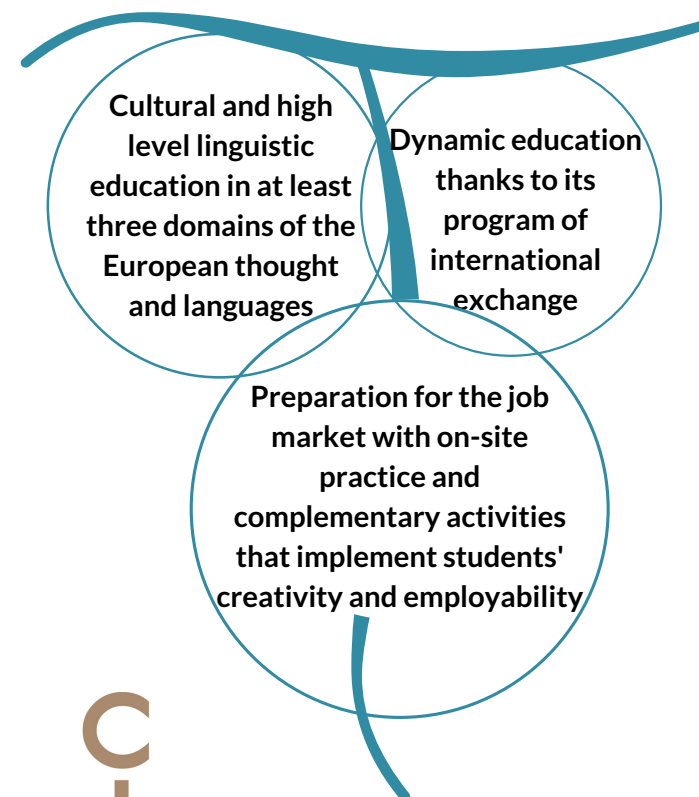 Cultural and high
level linguistic
education in at least
three domains of the
European thought
and languages
Dynamic education
thanks to its
program of
international
exchange
Preparation for the job
market with on-site
practice and
complementary activities
that implement students'
creativity and employability
C